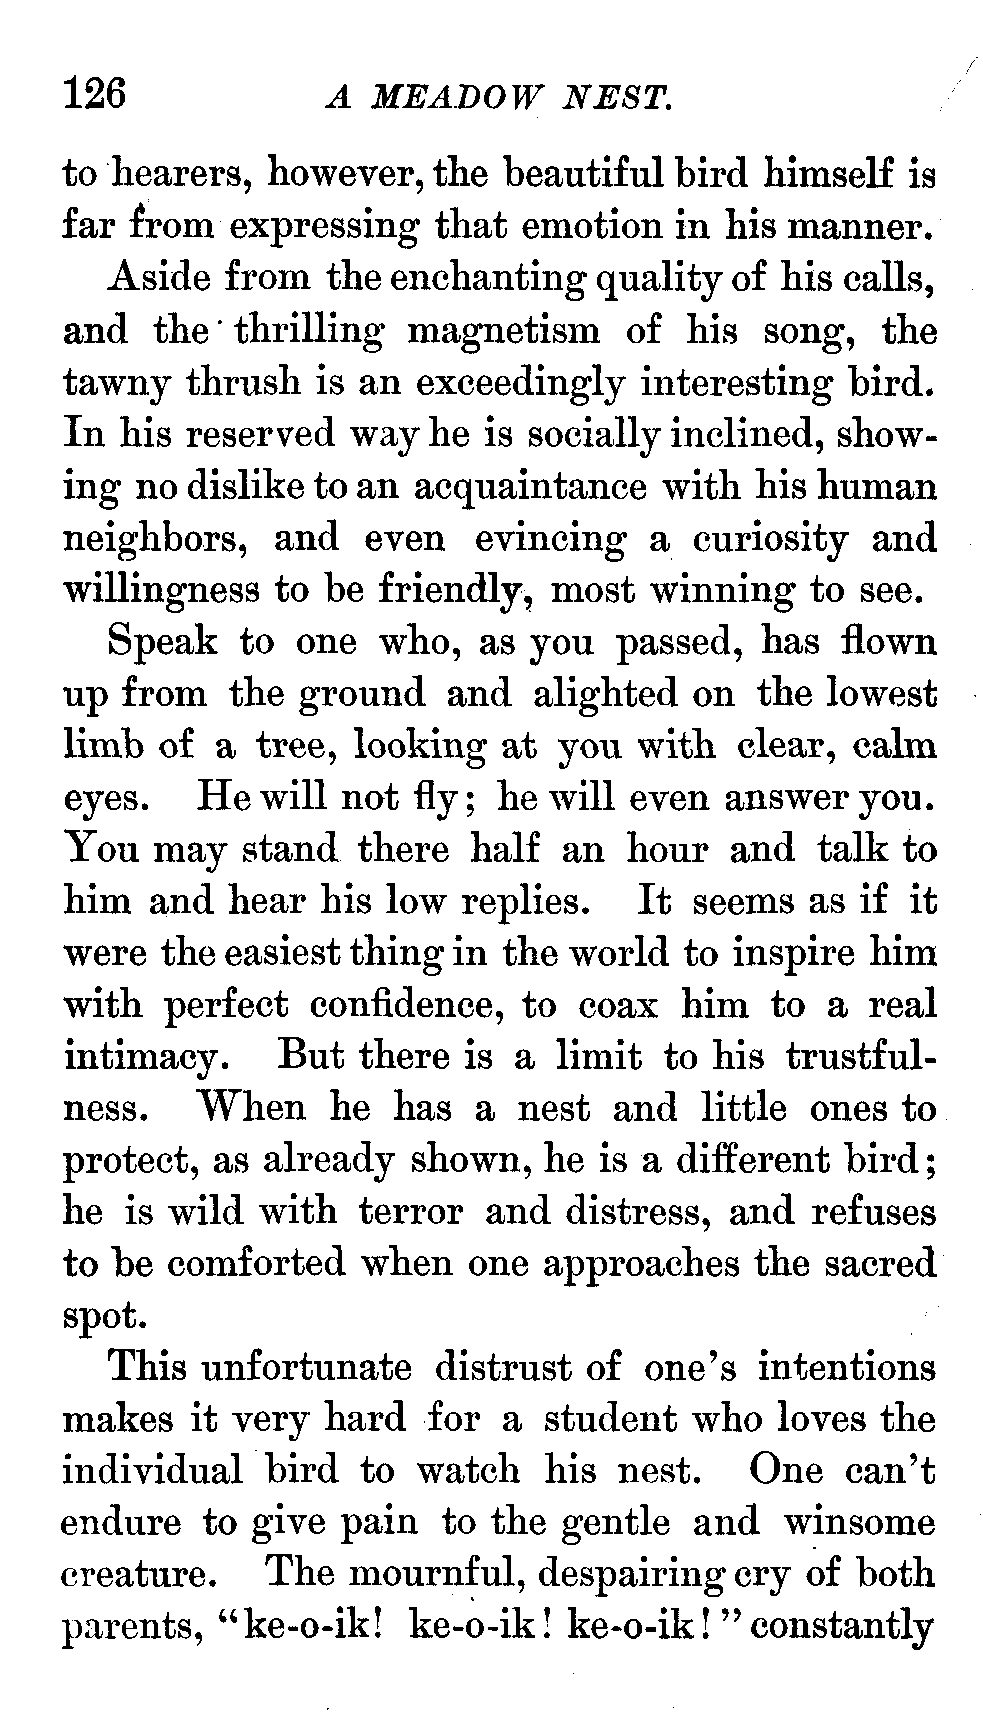 126 A MEADOW NEST.
to hearers, however, the beautiful bird himself is
far from expressing that emotion in his manner.
Aside from the enchanting quality of his calls,
and the thrilling magnetism of his song, the
tawny thrush is an exceedingly interesting bird.
In his reserved way he is socially inclined, show-
ing no dislike to an acquaintance with his human
neighbors, and even evincing a curiosity and
willingness to be friendly, most winning to see.
Speak to one who, as you passed, has flown
up from the ground and alighted on the lowest
limb of a tree, looking at you with clear, calm
eyes. He will not fly; he will even answer you.
You may stand there half an hour and talk to
him and hear his low replies. It seems as if it
were the easiest thing in the world to inspire him
with perfect confidence, to coax him to a real
intimacy. But there is a limit to his trustful-
ness. When he has a nest and little ones to
protect, as already shown, he is a different bird;
he is wild with terror and distress, and refuses
to be comforted when one approaches the sacred
spot.
This unfortunate distrust of one's intentions
makes it very hard for a student who loves the
individual bird to watch his nest. One can't
endure to give pain to the gentle and winsome
creature. The mournful, despairing cry of both
parents, "ke-o-ik! ke-o-ik! ke-o-ik!" constantly